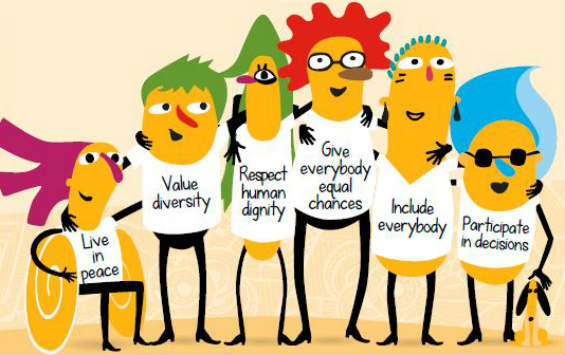 Live
in
peace
Value
diversity
Respect
human
dignity
Give
everybody
equal
chances
Include
everybody
Participate
in decisions